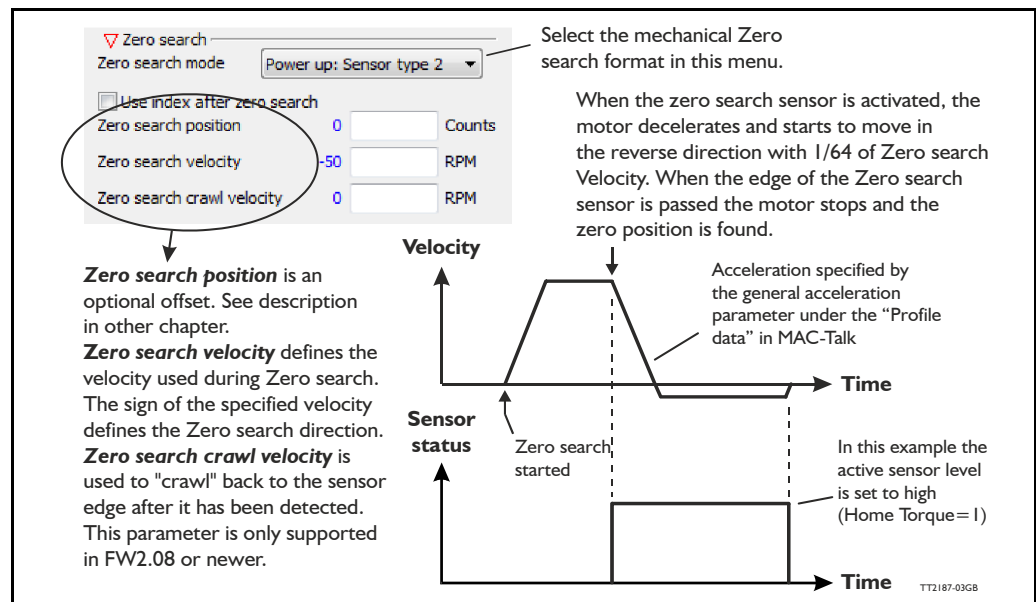 Zero search
Zero search mode
Power up: Sensor type 2
Use index after zero search
Zero search position 0 Counts
Zero search velocity -50 RPM
Zero search crawl velocity 0 RPM
Select the mechanical Zero
search format in this menu.
When the zero search sensor is activated, the
motor decelerates and starts to move in
the reverse direction with 1/64 of Zero search
Velocity. When the edge of the Zero search
sensor is passed the motor stops and the
zero position is found.
Zero search position is an
optional offset. See description
in other chapter.
Zero search velocity defines the
velocity used during Zero search.
The sign of the specified velocity
defines the Zero search direction.
Zero search crawl velocity is
used to "crawl" back to the sensor
edge after it has been detected.
This parameter is only supported
in FW2.08 or newer.
Velocity
Acceleration specified by
the general acceleration
parameter under the “Profile
data” in MAC-Talk
Time
Sensor
status
Zero search
started
In this example the
active sensor level
is set to high
(Home Torque=1)
Time
TT2187-03GB